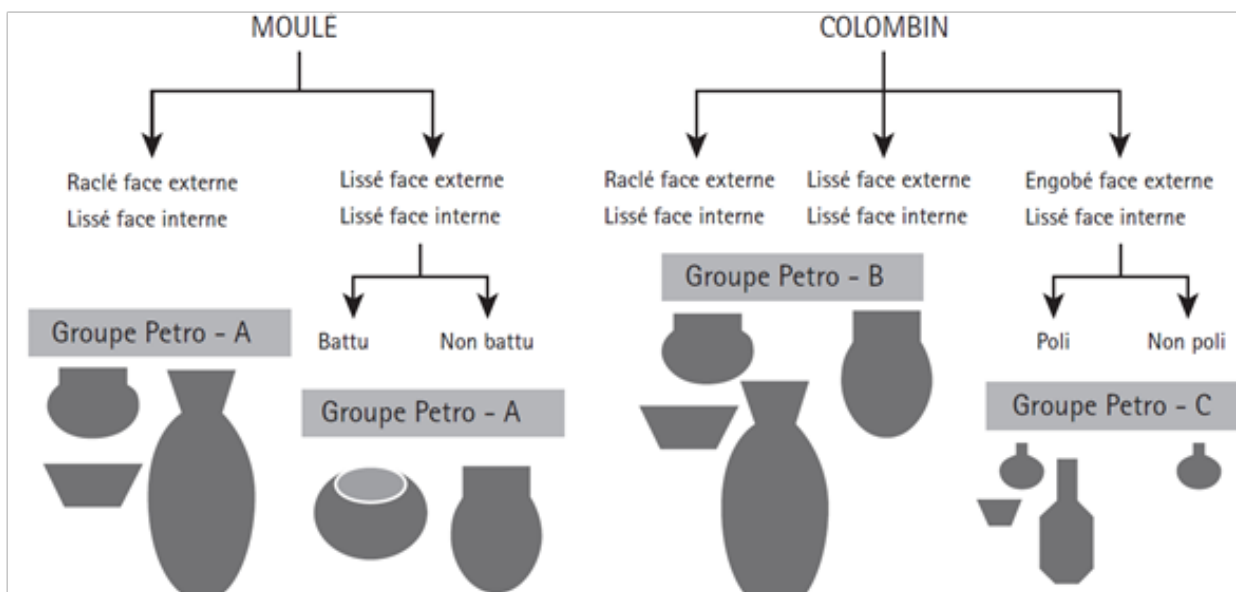 MOULÉ
COLOMBIN
Raclé face externe
Lissé face interne
Lissé face externe
Lissé face interne
Raclé face externe
Lissé face interne
Lissé face externe
Lissé face interne
Engobé face externe
Lissé face interne
Groupe Petro - A
Battu
Non battu
Groupe Petro - A
Groupe Petro - B
Poli
Non poli
Groupe Petro - C